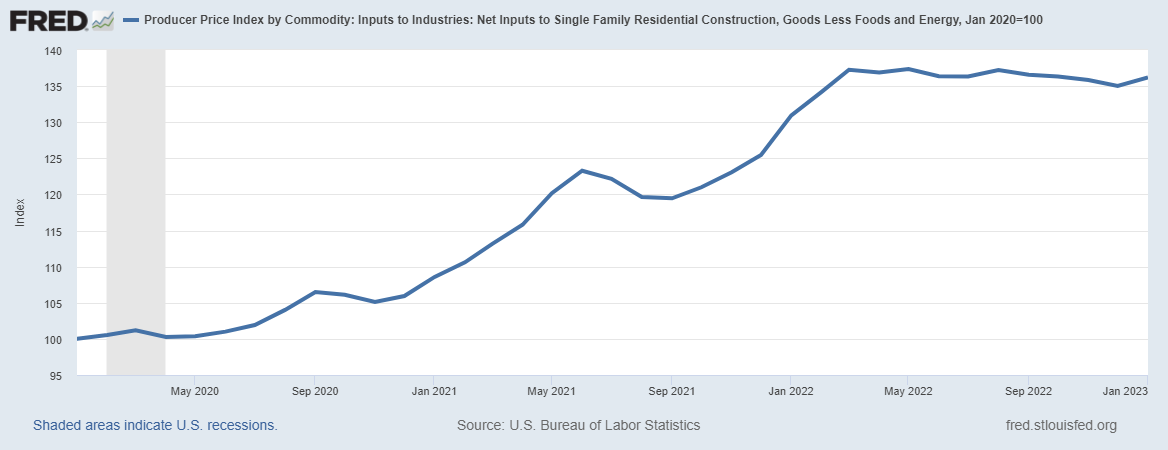 FRED
Producer Price Index by Commodity: Inputs to Industries: Net Inputs to Single Family Residential Construction, Goods Less Foods and Energy, Jan 2020=100
140
135
130
125
120
115
110
105
100
95
Index
May 2020 Sep 2020 Jan 2021 May 2021 Sep 2021 Jan 2022 May 2022 Sep 2022 Jan 2023
Shaded areas indicate U.S. recessions. Source: U.S. Bureau of Labor Statistics fred.stlouisfed.org